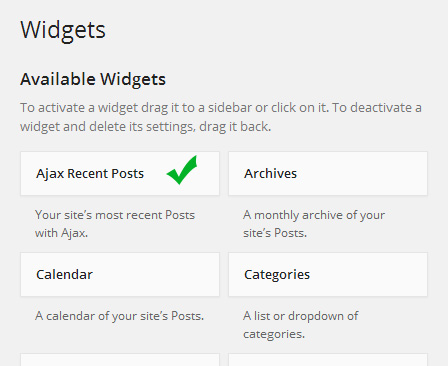 Widgets
Available Widgets
To activate a widget drag it to a sidebar or click on it. To deactivate a
widget and delete its settings, drag it back.
Ajax Recent Posts
Archives
Your site's most recent Posts
with Ajax.
A monthly archive of your
site's Posts.
Calendar
Categories
A calendar of your site's Posts.
A list or dropdown of
categories.